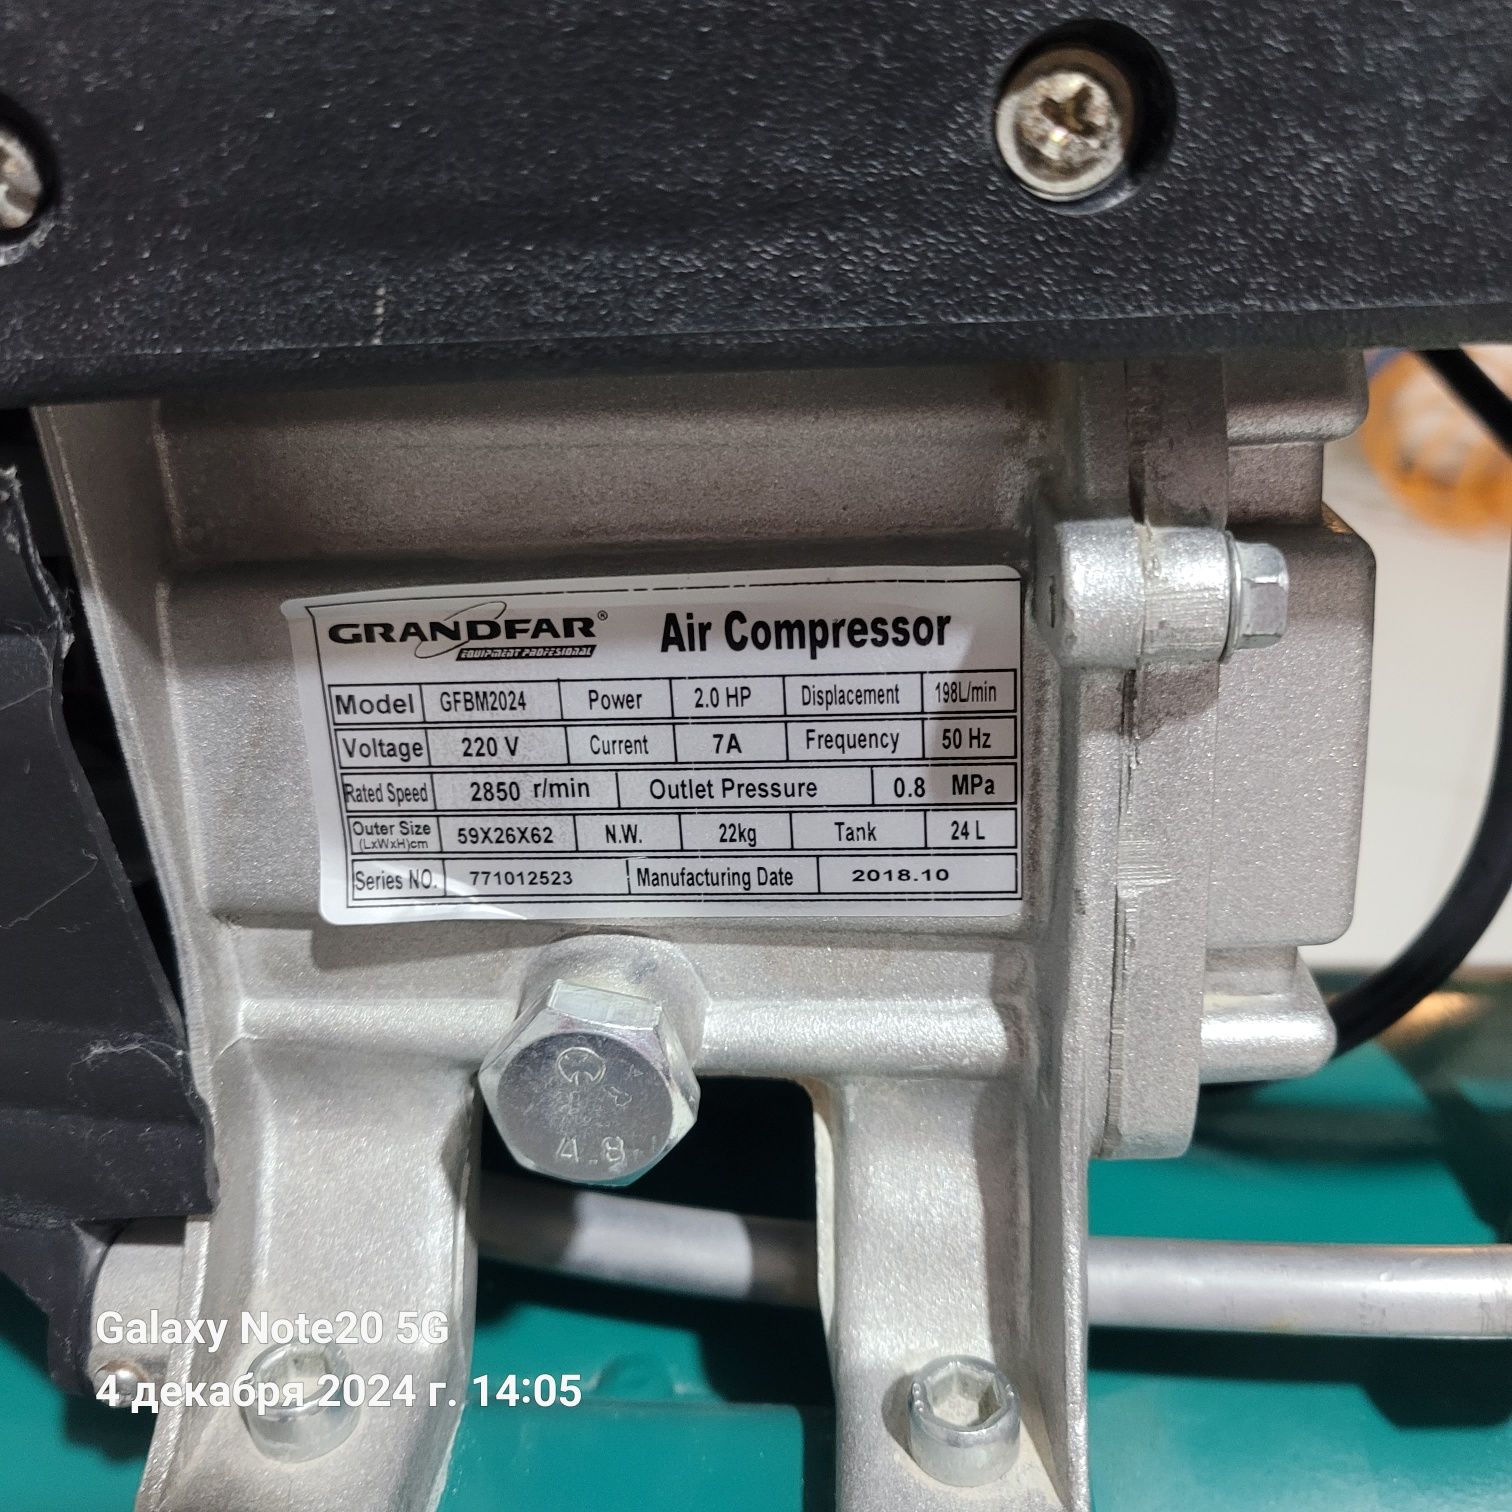 GRANDFAR® Air Compressor
EQUIPMENT PROFESIONAL
Model GFBM2024 Power 2.0 HP Displacement 198L/min
Voltage 220 V Current 7A Frequency 50 Hz
Rated Speed 2850 r/min Outlet Pressure 0.8 MPa
Outer Size (LxWxH)cm 59X26X62 N.W. 22kg Tank 24 L
Series NO. 771012523 Manufacturing Date 2018.10
4.8
Galaxy Note20 5G
4 декабря 2024 г. 14:05